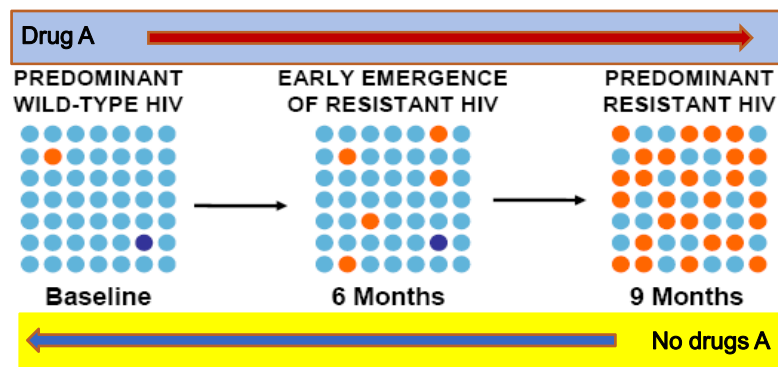 Drug A
PREDOMINANT
WILD-TYPE HIV
EARLY EMERGENCE
OF RESISTANT HIV
PREDOMINANT
RESISTANT HIV
Baseline
6 Months
9 Months
No drugs A